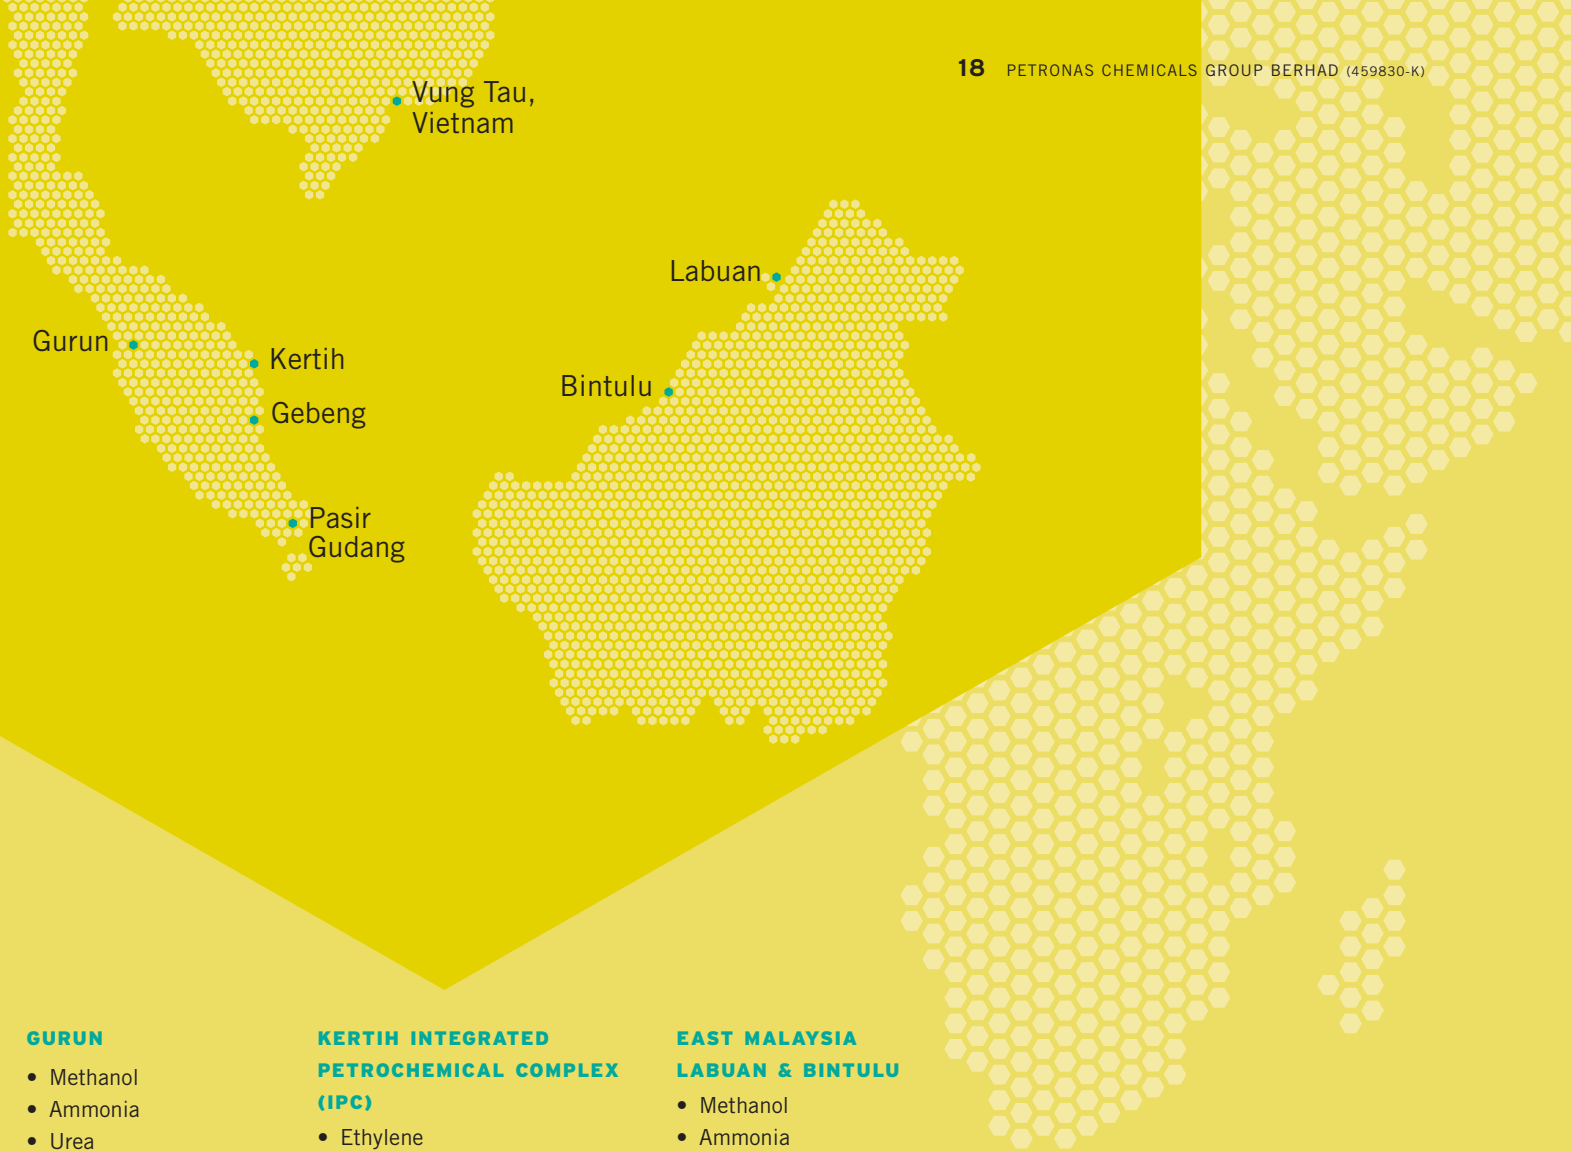 18 PETRONAS CHEMICALS GROUP BERHAD (459830-K)
Vung Tau,
Vietnam
Labuan
Gurun
Kertih
Bintulu
Gebeng
Pasir
Gudang
GURUN
• Methanol
• Ammonia
• Urea
KERTIH INTEGRATED
PETROCHEMICAL COMPLEX
(IPC)
• Ethylene
EAST MALAYSIA
LABUAN & BINTULU
• Methanol
• Ammonia